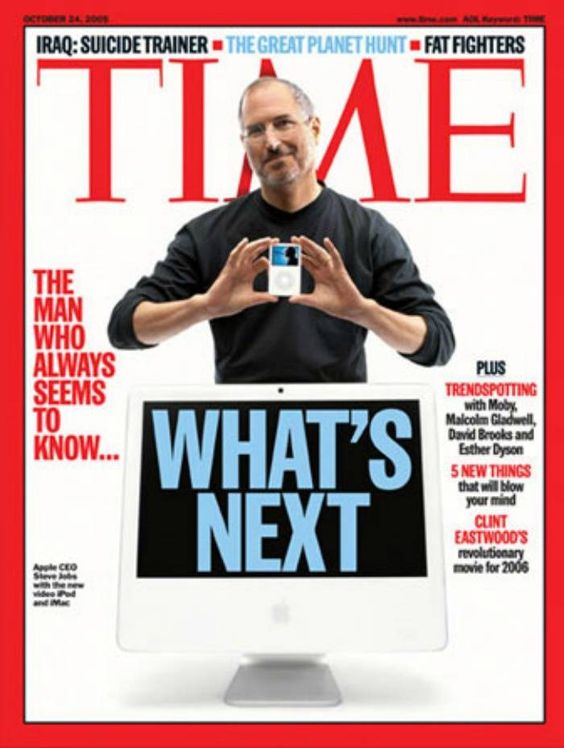 OCTOBER 24, 2005
www.time.com AOL Keyword: TIME
IRAQ: SUICIDE TRAINER ▪ THE GREAT PLANET HUNT ▪ FAT FIGHTERS
TIME
THE
MAN
WHO
ALWAYS
SEEMS
TO
KNOW...
WHAT'S
NEXT
PLUS
TRENDSPOTTING
with Moby,
Malcolm Gladwell,
David Brooks and
Esther Dyson
5 NEW THINGS
that will blow
your mind
CLINT
EASTWOOD'S
revolutionary
movie for 2006
Apple CEO
Steve Jobs
with the new
video iPod
and iMac